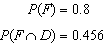 P(F) = 0.8
P(F ∩ D) = 0.456